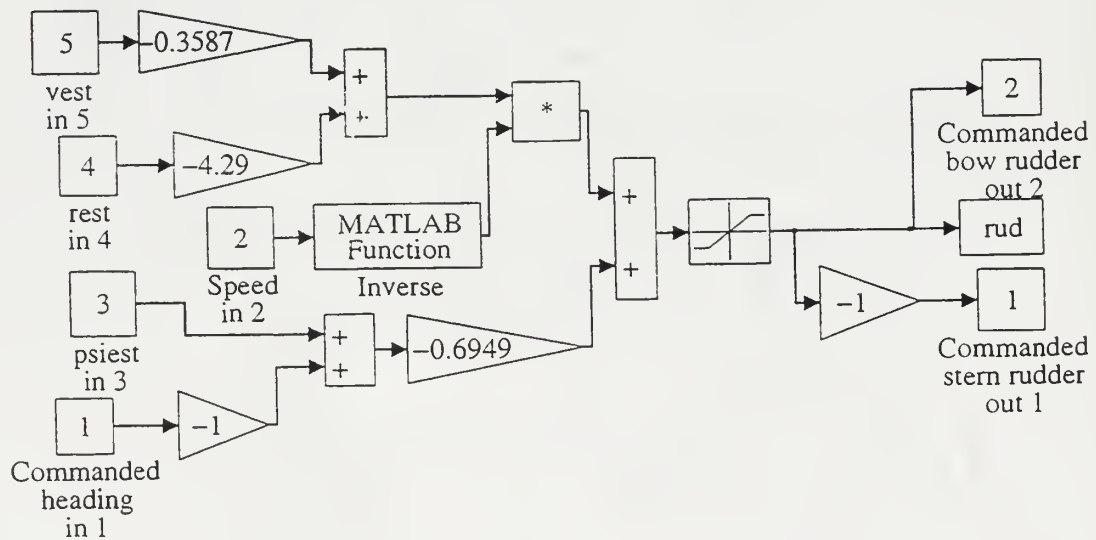 5
-0.3587
vest
in 5
+
+
4
-4.29
rest
in 4
*
2
Speed
in 2
MATLAB
Function
Inverse
3
psiest
in 3
+
+
-0.6949
1
-1
Commanded
heading
in 1
+
+
2
Commanded
bow rudder
out 2
rud
-1
1
Commanded
stern rudder
out 1